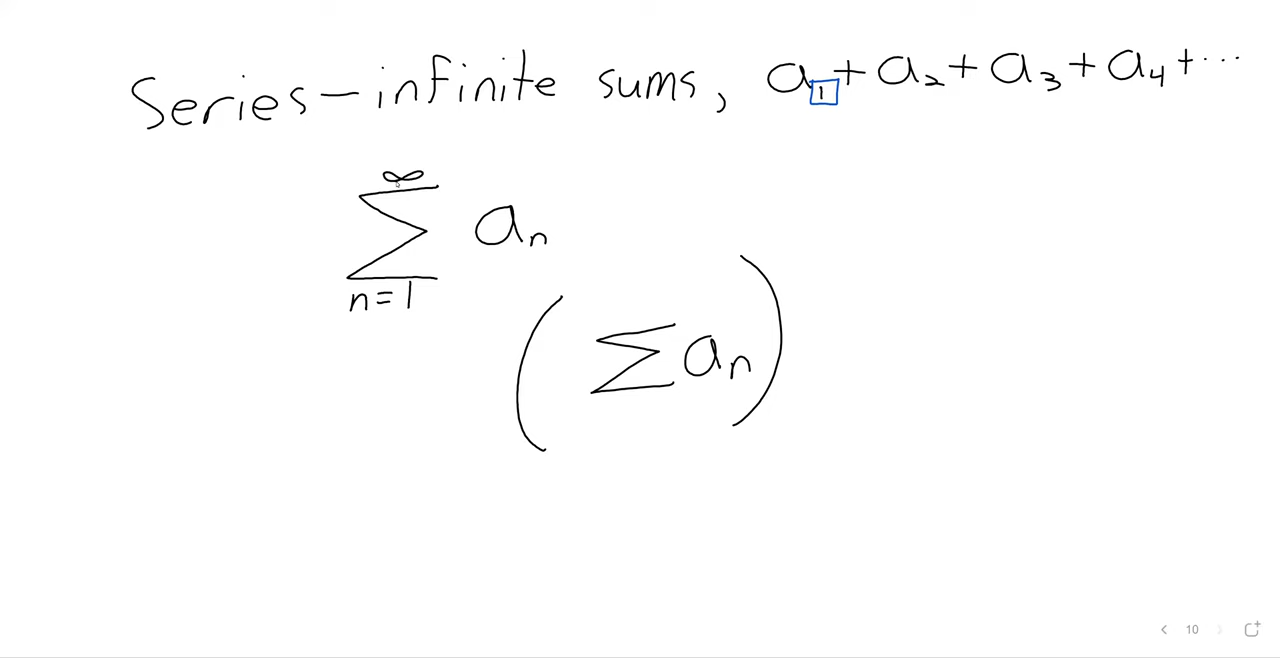 Series – infinite sums, a₁ + a₂ + a₃ + a₄ + ⋯
∞
∑ aₙ
n=1
( ∑ aₙ )
< 10 >